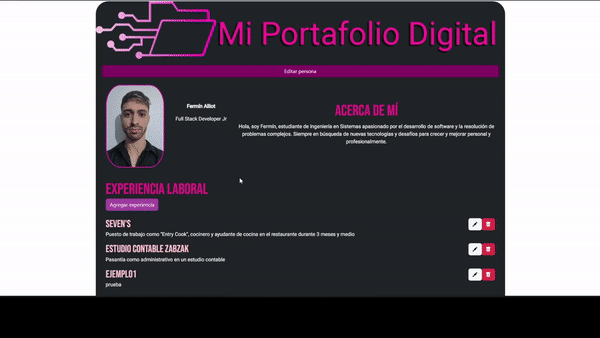 Mi Portafolio Digital
Editar persona
Fermín Alliot
Full Stack Developer Jr
ACERCA DE MÍ
Hola, soy Fermín, estudiante de Ingeniería en Sistemas apasionado por el desarrollo de software y la resolución de
problemas complejos. Siempre en búsqueda de nuevas tecnologías y desafíos para crecer y mejorar personal y
profesionalmente.
EXPERIENCIA LABORAL
Agregar experiencia
SEVEN'S
Puesto de trabajo como "Entry Cook", cocinero y ayudante de cocina en el restaurante durante 3 meses y medio
ESTUDIO CONTABLE ZABZAK
Pasantía como administrativo en un estudio contable
EJEMPLO1
prueba